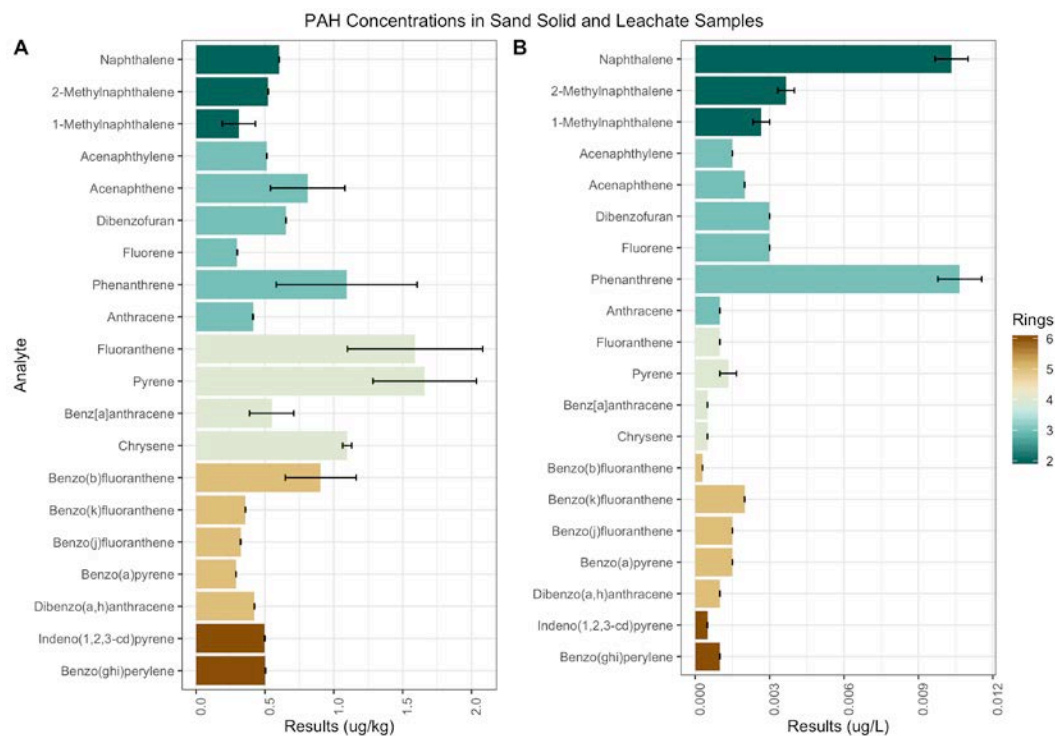 PAH Concentrations in Sand Solid and Leachate Samples
A
Analyte
Naphthalene
2-Methylnaphthalene
1-Methylnaphthalene
Acenaphthylene
Acenaphthene
Dibenzofuran
Fluorene
Phenanthrene
Anthracene
Fluoranthene
Pyrene
Benz[a]anthracene
Chrysene
Benzo(b)fluoranthene
Benzo(k)fluoranthene
Benzo(j)fluoranthene
Benzo(a)pyrene
Dibenzo(a,h)anthracene
Indeno(1,2,3-cd)pyrene
Benzo(ghi)perylene
0.0 0.5 1.0 1.5 2.0
Results (ug/kg)
B
Naphthalene
2-Methylnaphthalene
1-Methylnaphthalene
Acenaphthylene
Acenaphthene
Dibenzofuran
Fluorene
Phenanthrene
Anthracene
Fluoranthene
Pyrene
Benz[a]anthracene
Chrysene
Benzo(b)fluoranthene
Benzo(k)fluoranthene
Benzo(j)fluoranthene
Benzo(a)pyrene
Dibenzo(a,h)anthracene
Indeno(1,2,3-cd)pyrene
Benzo(ghi)perylene
0.000 0.003 0.006 0.009 0.012
Results (ug/L)
Rings
6
5
4
3
2